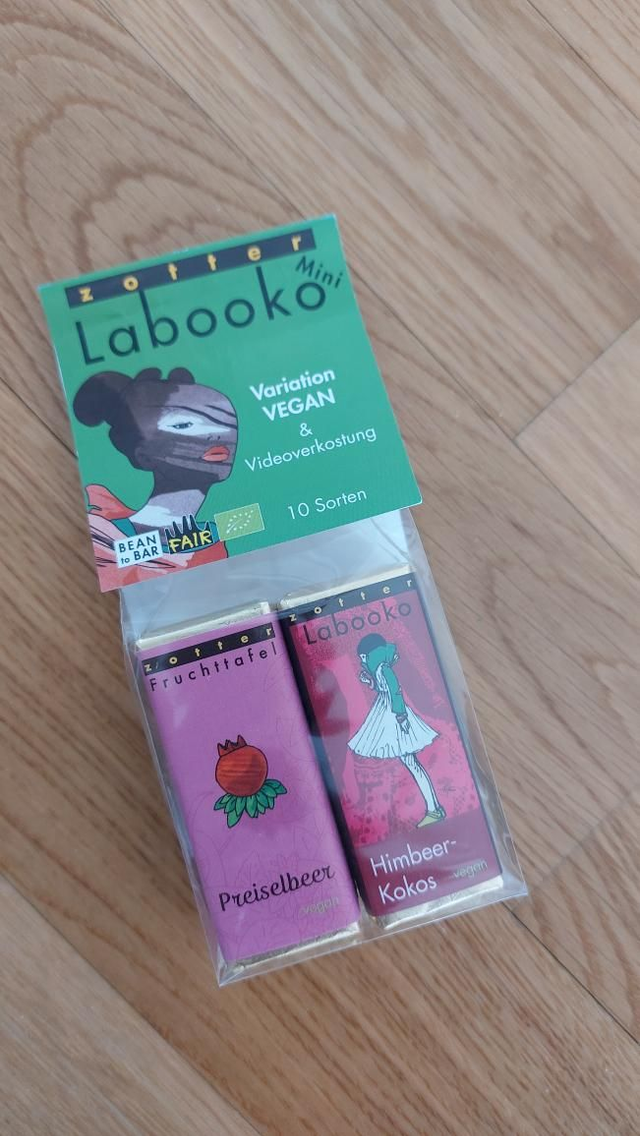 zotter
Labooko
Mini
Variation
VEGAN
&
Videoverkostung
10 Sorten
BEAN
to BAR
FAIR
zotter
Fruchttafel
Preiselbeer
vegan
zotter
Labooko
Himbeer-
Kokos
vegan